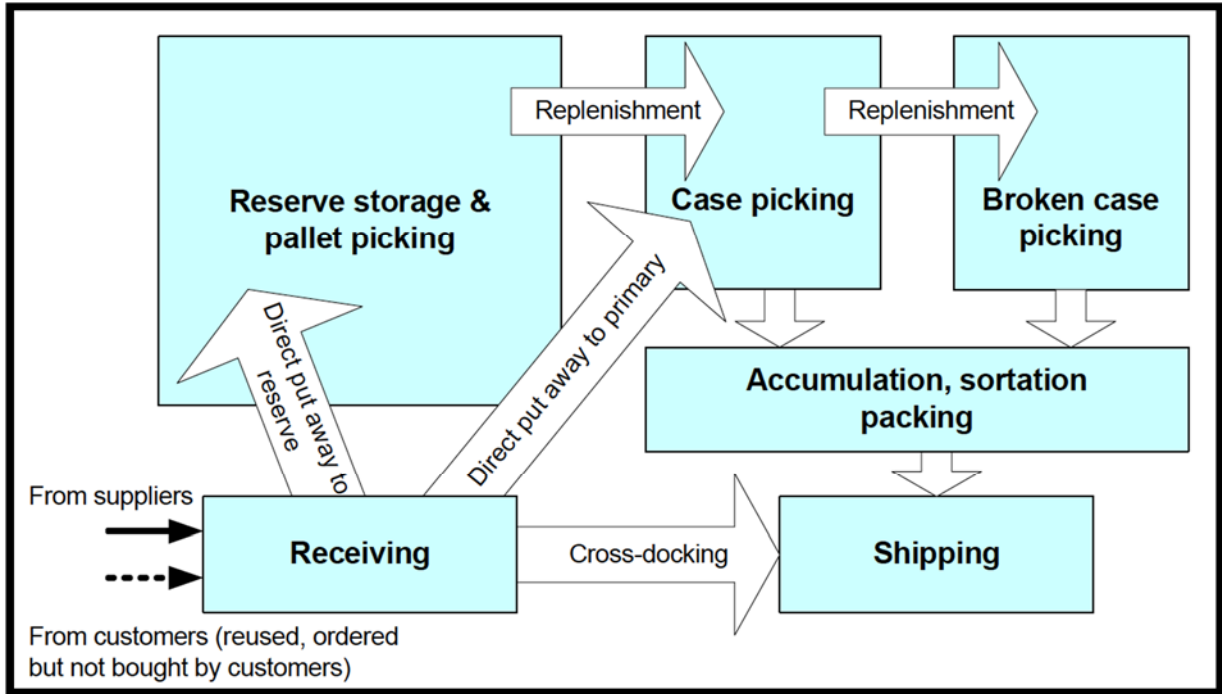 Replenishment
Replenishment
Reserve storage &
pallet picking
Case picking
Broken case
picking
Direct put away to
reserve
Direct put away to primary
Accumulation, sortation
packing
From suppliers
Receiving
Cross-docking
Shipping
From customers (reused, ordered
but not bought by customers)